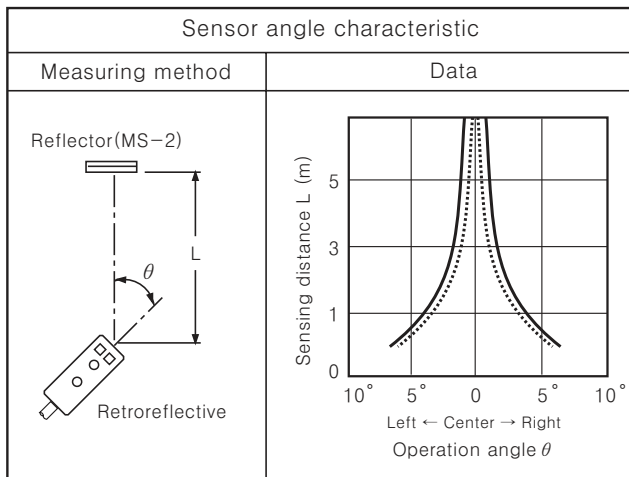 Sensor angle characteristic
Measuring method
Data
Reflector(MS-2)
L
θ
Retroreflective
Sensing distance L (m)
5
3
1
0
10° 5° 0 5° 10°
Left ← Center → Right
Operation angle θ